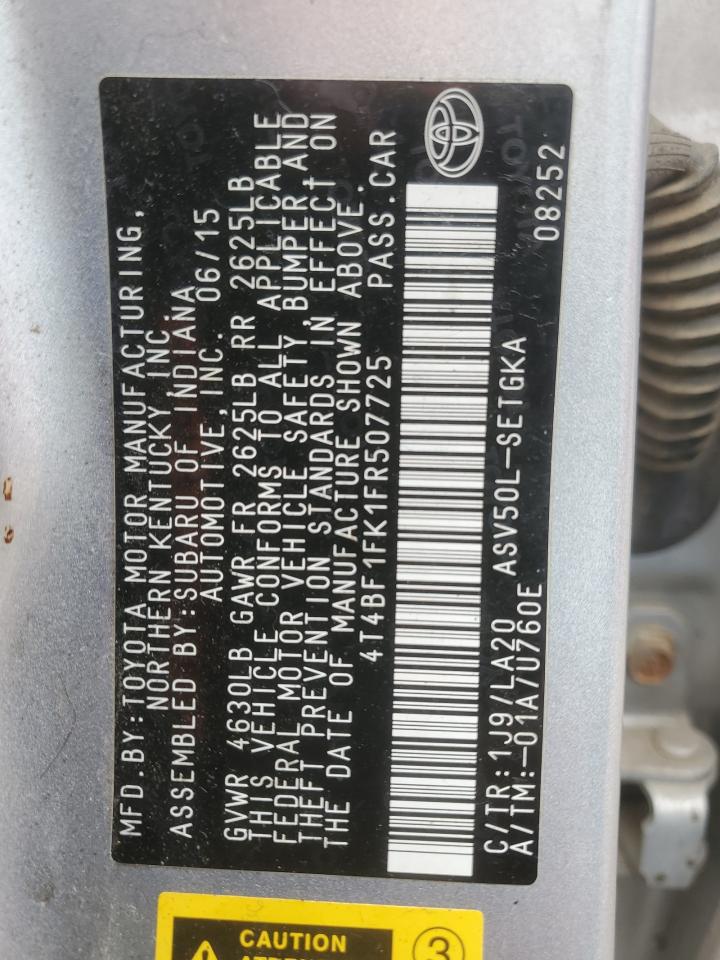 MFD.BY:TOYOTA MOTOR MANUFACTURING,
NORTHERN KENTUCKY INC.
ASSEMBLED BY:SUBARU OF INDIANA
AUTOMOTIVE,INC. 06/15
GVWR 4630LB GAWR FR 2625LB RR 2625LB
THIS VEHICLE CONFORMS TO ALL APPLICABLE
FEDERAL MOTOR VEHICLE SAFETY, BUMPER AND
THEFT PREVENTION STANDARDS IN EFFECT ON
THE DATE OF MANUFACTURE SHOWN ABOVE.
4T4BF1FK1FR507725 PASS.CAR
C/TR:1J9/LA20 ASV50L-SETGKA 08252
A/TM:-01A/U760E
CAUTION 3